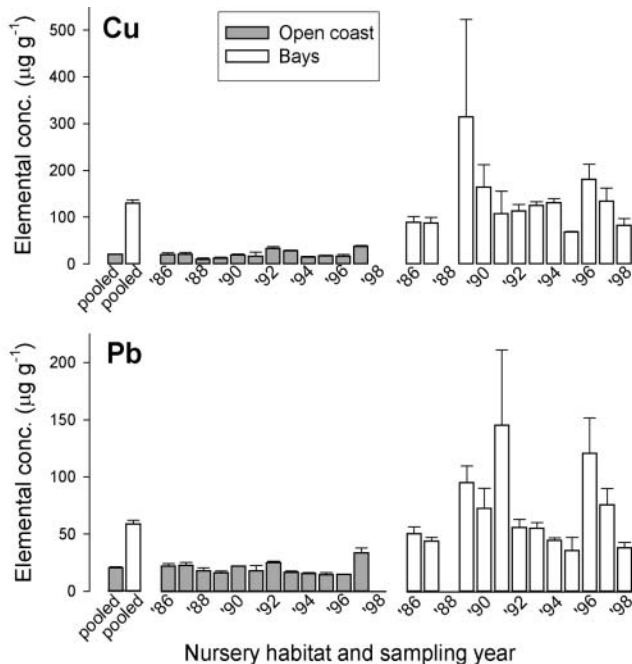 Cu
Open coast
Bays
Elemental conc. (µg g⁻¹)
500
400
300
200
100
0
pooled pooled '86 '88 '90 '92 '94 '96 '98 '86 '88 '90 '92 '94 '96 '98
Pb
Elemental conc. (µg g⁻¹)
200
150
100
50
0
pooled pooled '86 '88 '90 '92 '94 '96 '98 '86 '88 '90 '92 '94 '96 '98
Nursery habitat and sampling year